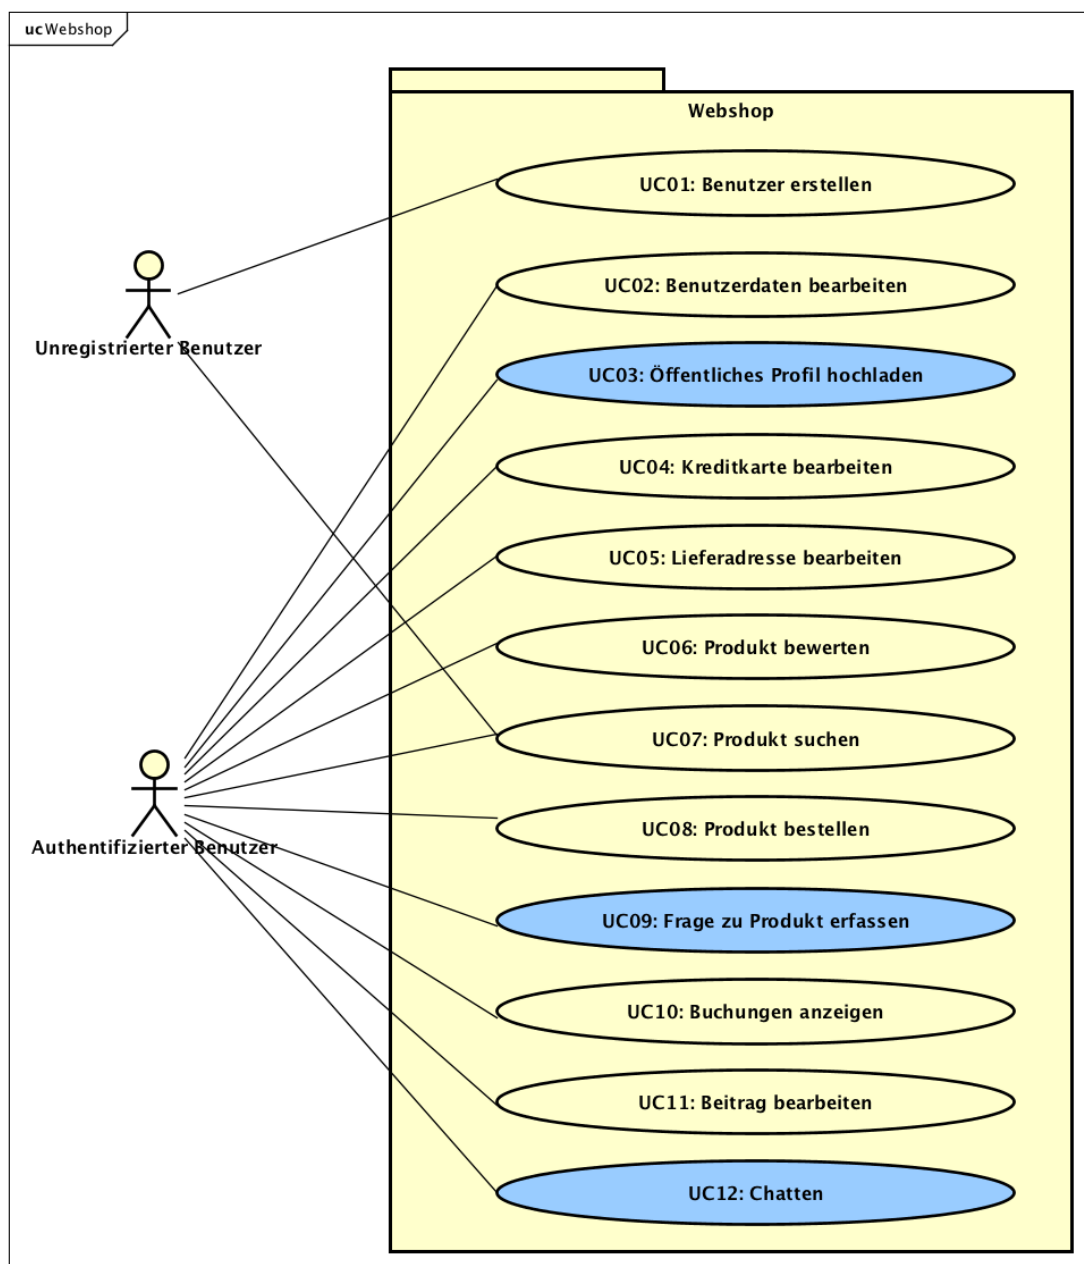 uc Webshop
Webshop
UC01: Benutzer erstellen
UC02: Benutzerdaten bearbeiten
Unregistrierter Benutzer
UC03: Öffentliches Profil hochladen
UC04: Kreditkarte bearbeiten
UC05: Lieferadresse bearbeiten
UC06: Produkt bewerten
UC07: Produkt suchen
UC08: Produkt bestellen
Authentifizierter Benutzer
UC09: Frage zu Produkt erfassen
UC10: Buchungen anzeigen
UC11: Beitrag bearbeiten
UC12: Chatten